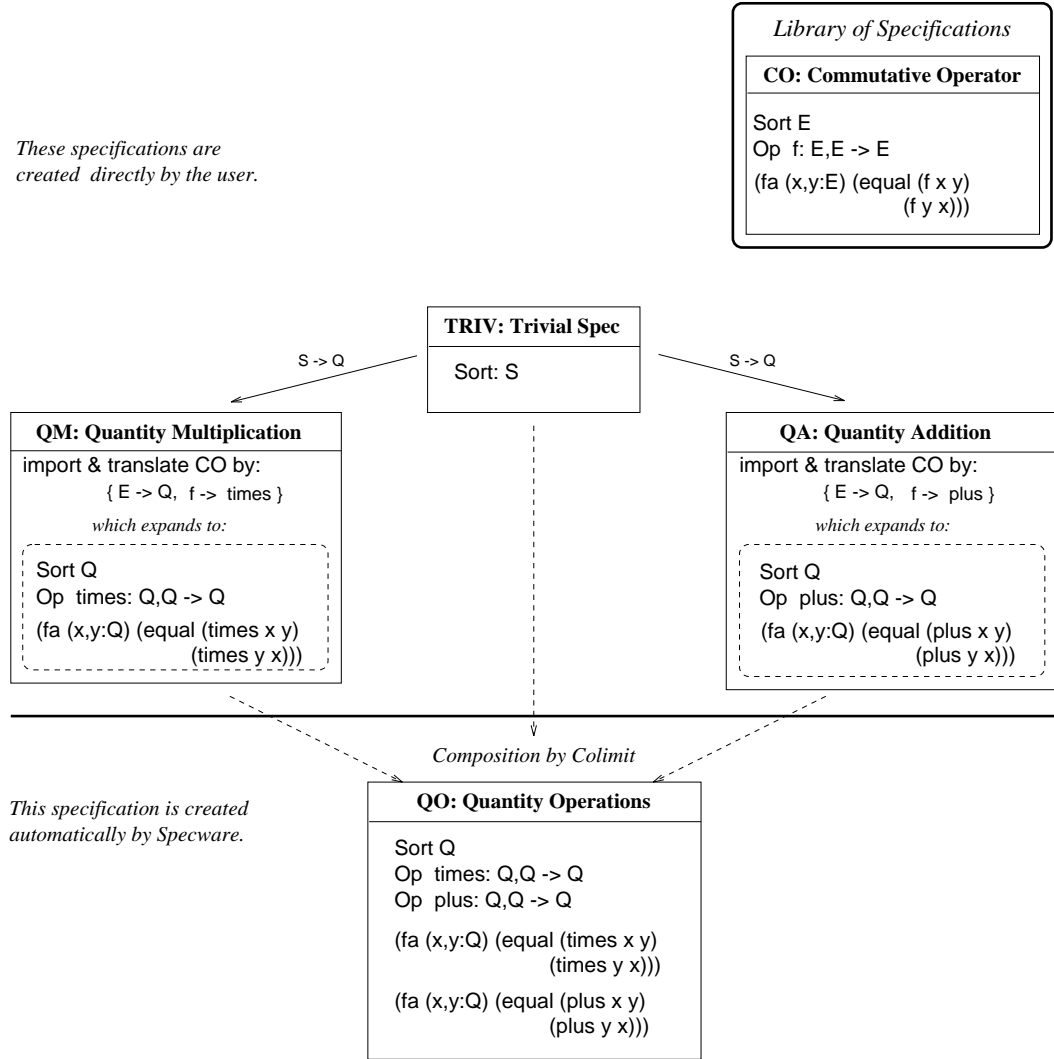 Library of Specifications
CO: Commutative Operator
Sort E
Op f: E,E -> E
(fa (x,y:E) (equal (f x y)
(f y x)))
These specifications are
created directly by the user.
TRIV: Trivial Spec
Sort: S
S -> Q
S -> Q
QM: Quantity Multiplication
import & translate CO by:
{ E -> Q, f -> times }
which expands to:
Sort Q
Op times: Q,Q -> Q
(fa (x,y:Q) (equal (times x y)
(times y x)))
QA: Quantity Addition
import & translate CO by:
{ E -> Q, f -> plus }
which expands to:
Sort Q
Op plus: Q,Q -> Q
(fa (x,y:Q) (equal (plus x y)
(plus y x)))
Composition by Colimit
This specification is created
automatically by Specware.
QO: Quantity Operations
Sort Q
Op times: Q,Q -> Q
Op plus: Q,Q -> Q
(fa (x,y:Q) (equal (times x y)
(times y x)))
(fa (x,y:Q) (equal (plus x y)
(plus y x)))